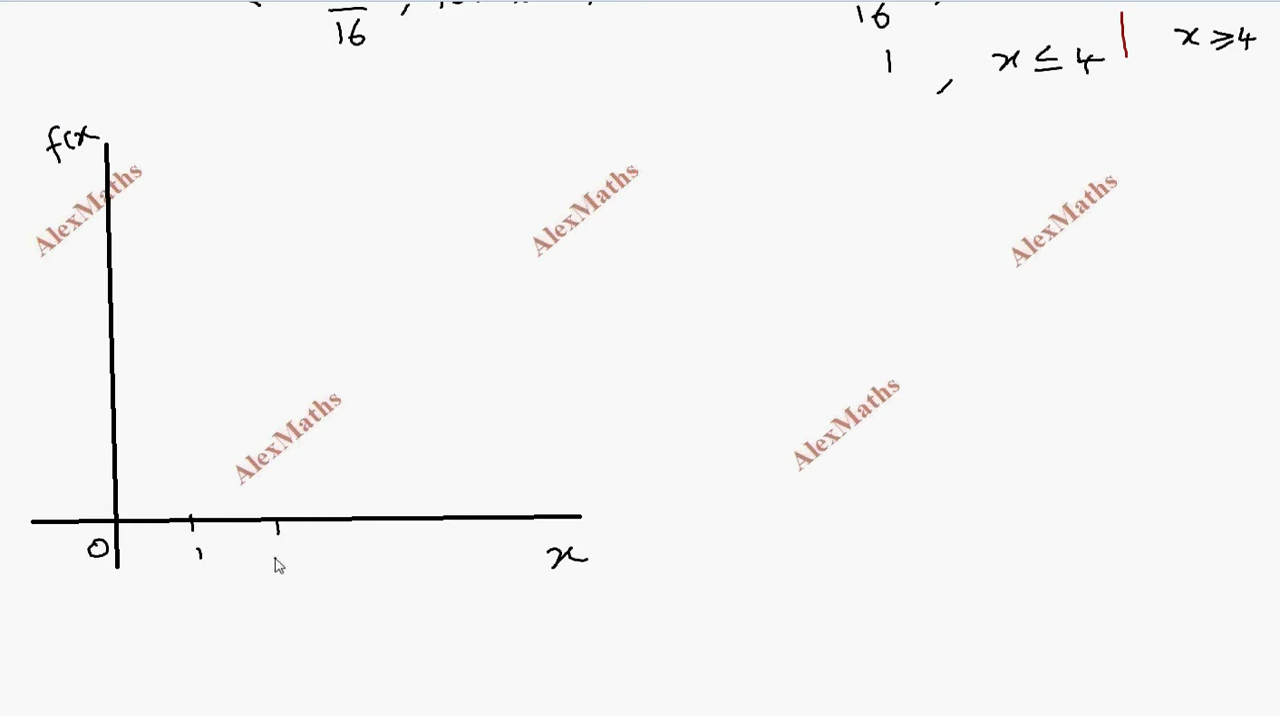 16
16
1 , x ≤ 4 | x ≥ 4
f(x
AlexMaths
AlexMaths
AlexMaths
AlexMaths
AlexMaths
0 1 x